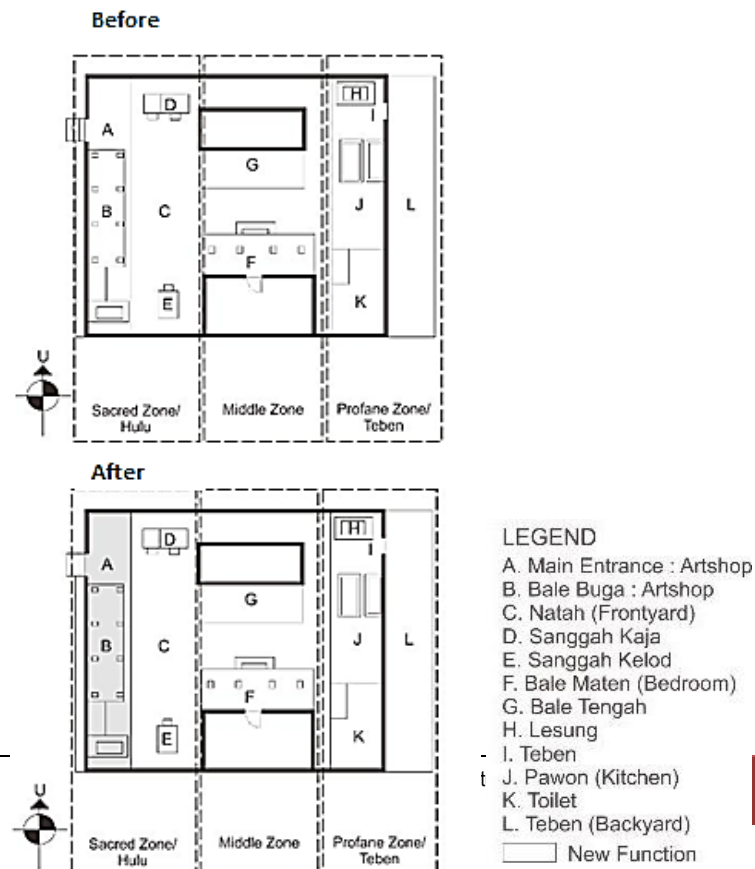 Before
H
D
I
A
G
B
C
J
L
F
E
K
U
Sacred Zone/
Hulu
Middle Zone
Profane Zone/
Teben
After
H
D
I
A
G
B
C
J
L
F
E
K
U
Sacred Zone/
Hulu
Middle Zone
Profane Zone/
Teben
t
LEGEND
A. Main Entrance : Artshop
B. Bale Buga : Artshop
C. Natah (Frontyard)
D. Sanggah Kaja
E. Sanggah Kelod
F. Bale Maten (Bedroom)
G. Bale Tengah
H. Lesung
I. Teben
J. Pawon (Kitchen)
K. Toilet
L. Teben (Backyard)
New Function